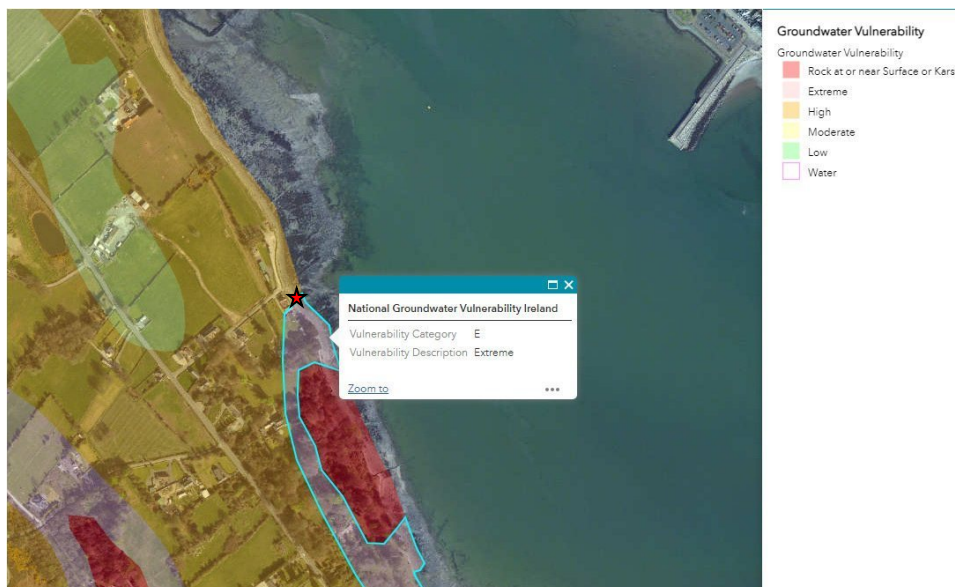 Groundwater Vulnerability
Groundwater Vulnerability
Rock at or near Surface or Kars
Extreme
High
Moderate
Low
Water
National Groundwater Vulnerability Ireland
Vulnerability Category E
Vulnerability Description Extreme
Zoom to